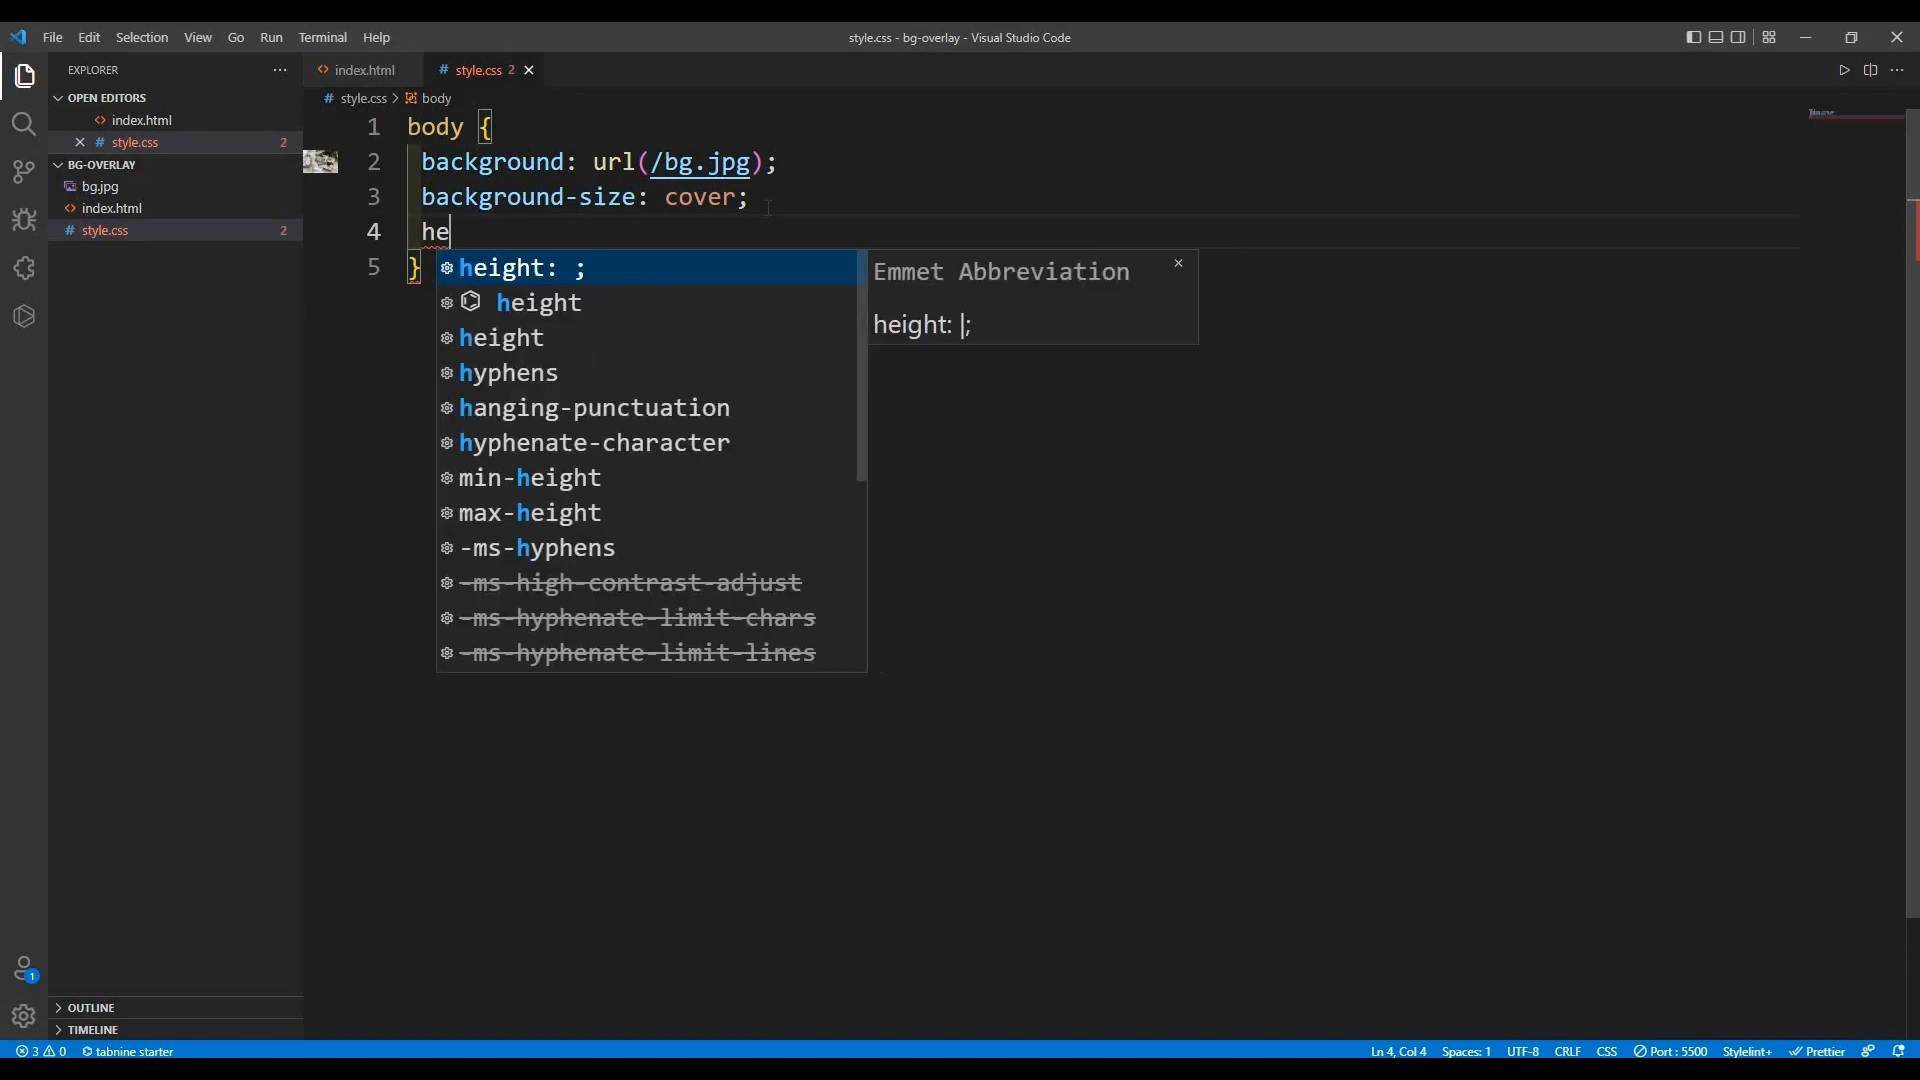 File Edit Selection View Go Run Terminal Help
style.css - bg-overlay - Visual Studio Code
EXPLORER ...
index.html
# style.css 2
OPEN EDITORS
index.html
# style.css 2
BG-OVERLAY
bg.jpg
index.html
# style.css 2
# style.css > body
1 body {
2 background: url(/bg.jpg);
3 background-size: cover;
4 he
5 }
height: ;
height
height
hyphens
hanging-punctuation
hyphenate-character
min-height
max-height
-ms-hyphens
-ms-high-contrast-adjust
-ms-hyphenate-limit-chars
-ms-hyphenate-limit-lines
Emmet Abbreviation
height: |;
1
OUTLINE
TIMELINE
3 0 tabnine starter
Ln 4, Col 4 Spaces: 1 UTF-8 CRLF CSS Port : 5500 Stylelint+ Prettier